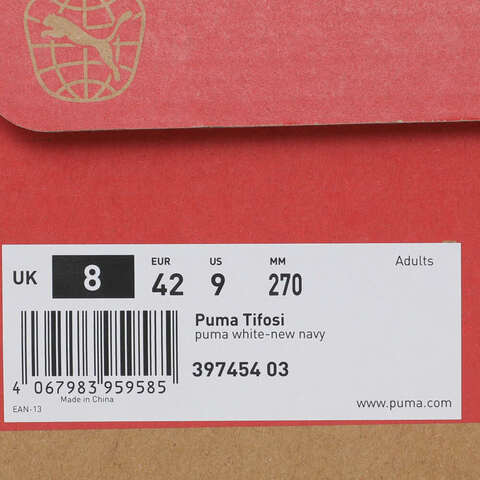 EUR US MM Adults
UK 8 42 9 270
Puma Tifosi
puma white-new navy
397454 03
4 067983 959585
Made in China
EAN-13
www.puma.com